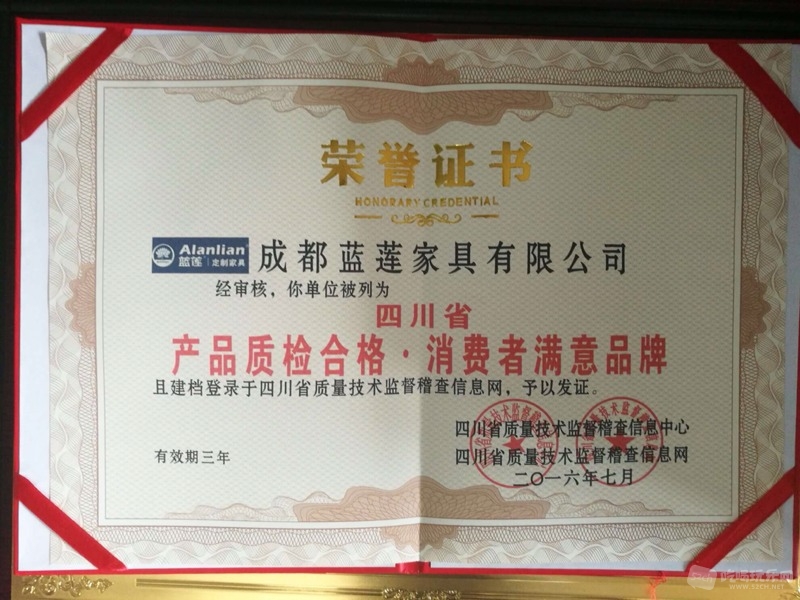 荣誉证书
HONORARY CREDENTIAL
Alanlian
蓝莲 定制家具
成都蓝莲家具有限公司
经审核，你单位被列为
四川省
产品质检合格·消费者满意品牌
且建档登录于四川省质量技术监督稽查信息网，予以发证。
四川省质量技术监督稽查信息中心
有效期三年
四川省质量技术监督稽查信息网
二〇一六年七月